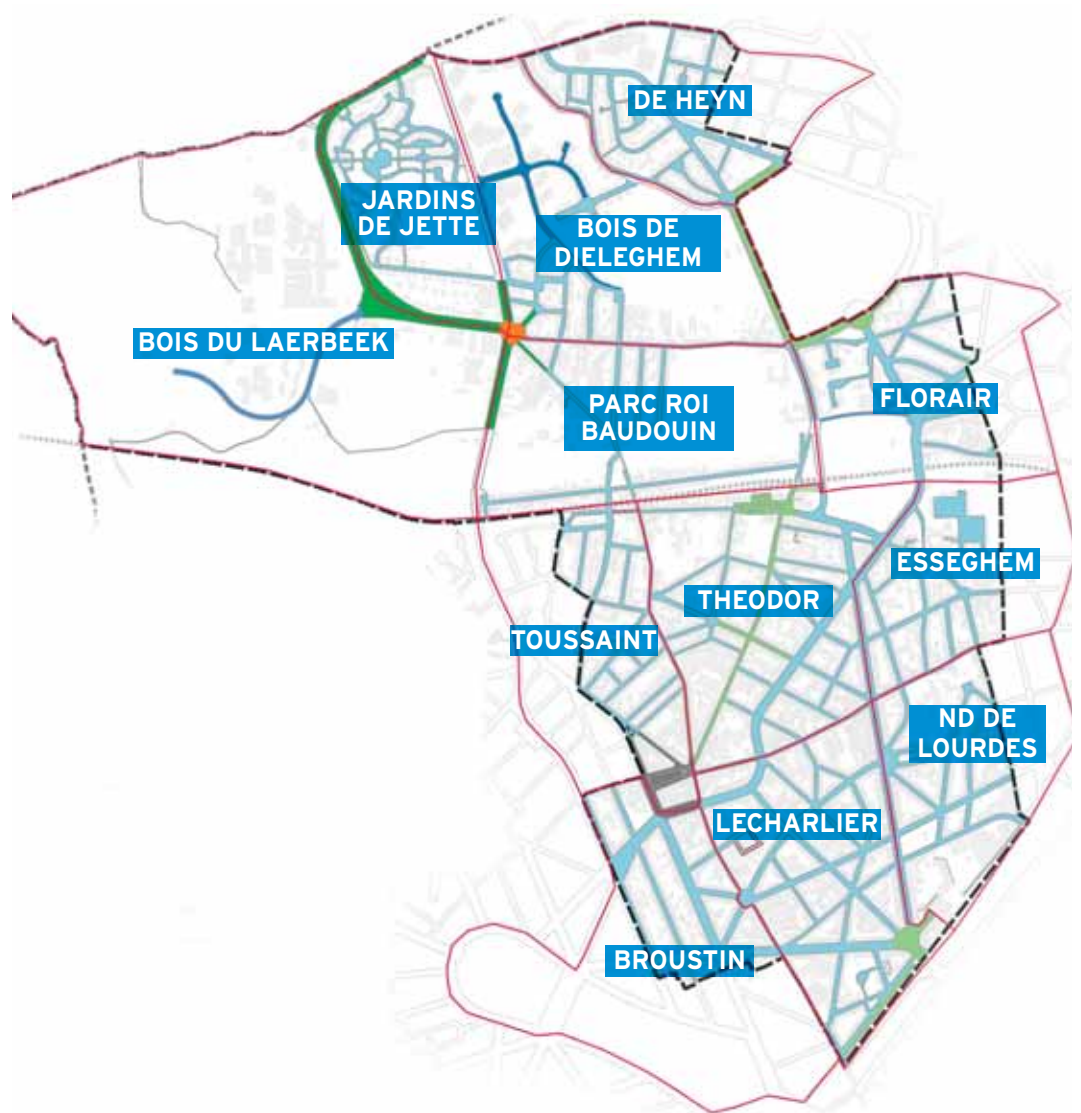 DE HEYN
JARDINS
DE JETTE
BOIS DE
DIELEGHEM
BOIS DU LAERBEEK
PARC ROI
BAUDOUIN
FLORAIR
ESSEGHEM
THEODOR
TOUSSAINT
ND DE
LOURDES
LECHARLIER
BROUSTIN